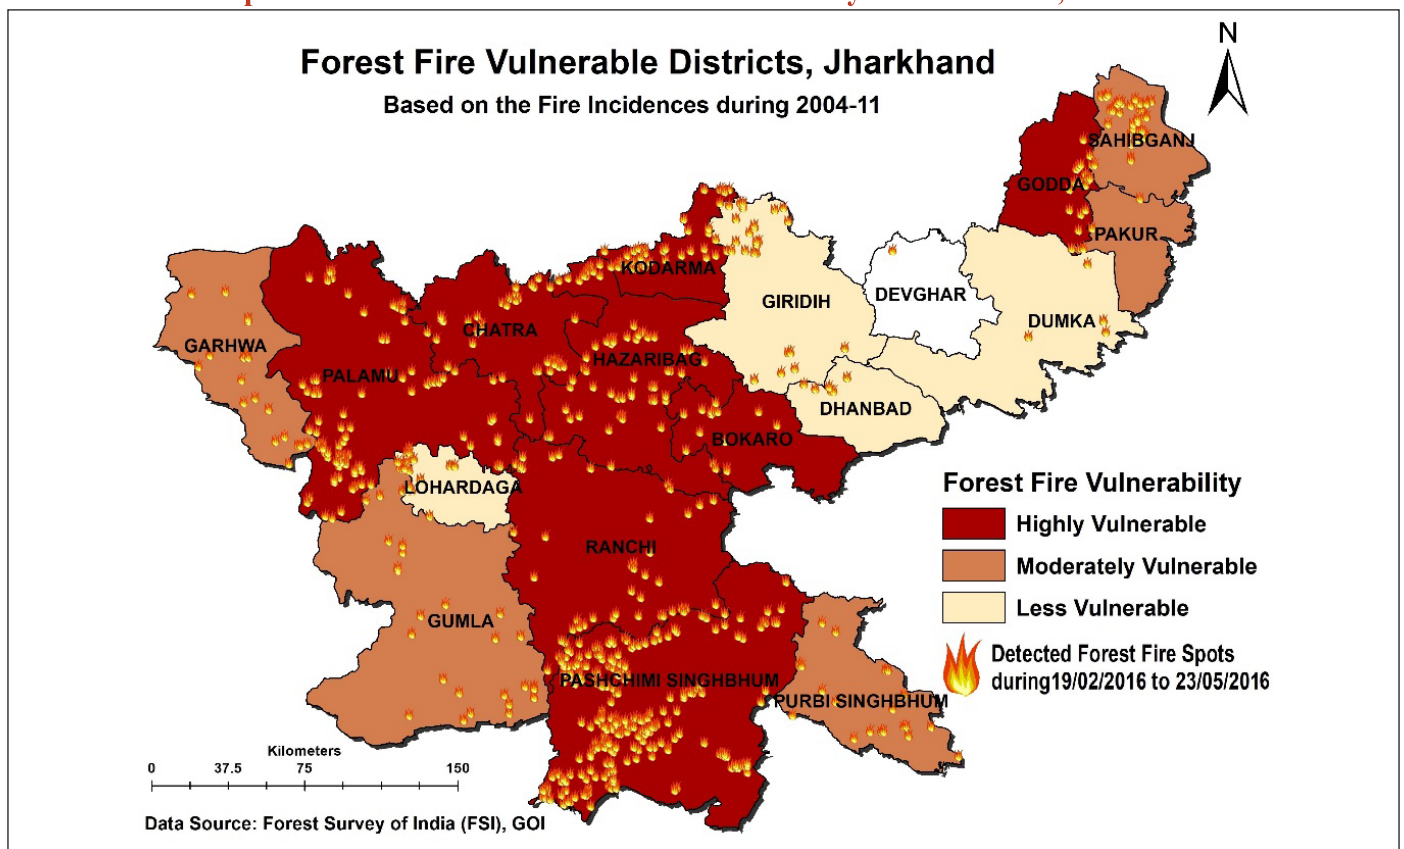 Forest Fire Vulnerable Districts, Jharkhand
Based on the Fire Incidences during 2004-11
N
SAHIBGANJ
GODDA
PAKUR
KODARMA
GIRIDIH
DEVGHAR
DUMKA
CHATRA
GARHWA
HAZARIBAG
PALAMU
DHANBAD
BOKARO
LOHARDAGA
RANCHI
GUMLA
PASHCHIMI SINGHBHUM
PURBI SINGHBHUM
Forest Fire Vulnerability
Highly Vulnerable
Moderately Vulnerable
Less Vulnerable
Detected Forest Fire Spots
during19/02/2016 to 23/05/2016
Kilometers
0 37.5 75 150
Data Source: Forest Survey of India (FSI), GOI